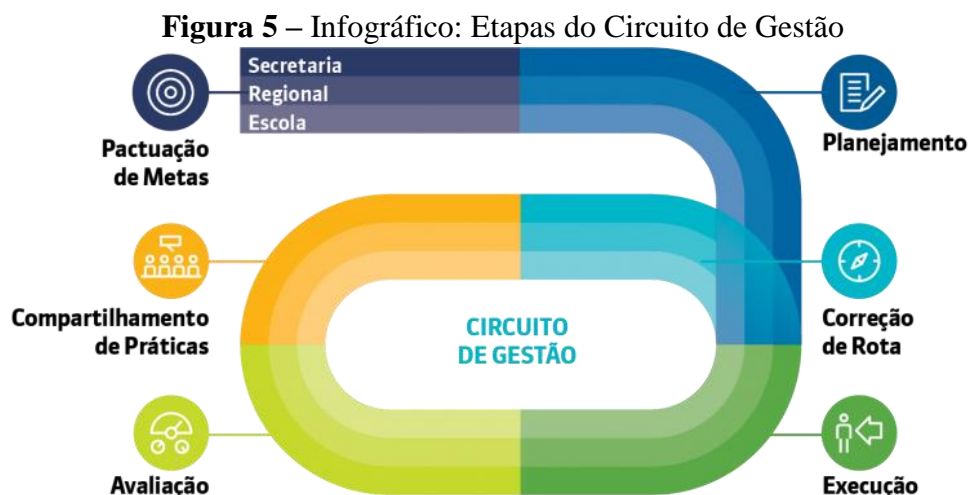 Figura 5 – Infográfico: Etapas do Circuito de Gestão
Secretaria
Regional
Escola
Pactuação
de Metas
Planejamento
Compartilhamento
de Práticas
CIRCUITO
DE GESTÃO
Correção
de Rota
Avaliação
Execução